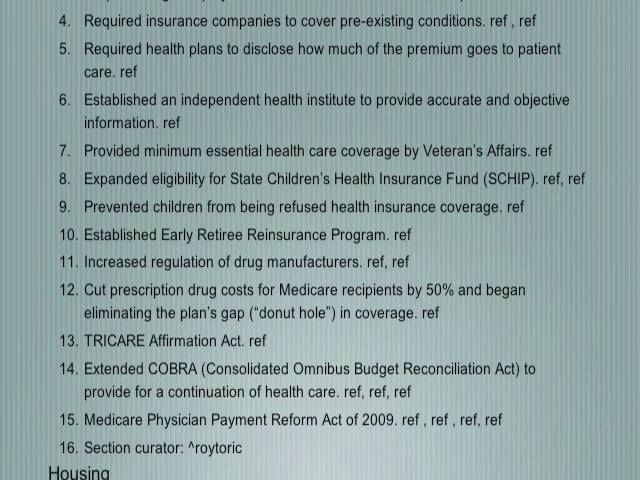 4. Required insurance companies to cover pre-existing conditions. ref , ref
5. Required health plans to disclose how much of the premium goes to patient
care. ref
6. Established an independent health institute to provide accurate and objective
information. ref
7. Provided minimum essential health care coverage by Veteran’s Affairs. ref
8. Expanded eligibility for State Children’s Health Insurance Fund (SCHIP). ref, ref
9. Prevented children from being refused health insurance coverage. ref
10. Established Early Retiree Reinsurance Program. ref
11. Increased regulation of drug manufacturers. ref, ref
12. Cut prescription drug costs for Medicare recipients by 50% and began
eliminating the plan’s gap (“donut hole”) in coverage. ref
13. TRICARE Affirmation Act. ref
14. Extended COBRA (Consolidated Omnibus Budget Reconciliation Act) to
provide for a continuation of health care. ref, ref, ref
15. Medicare Physician Payment Reform Act of 2009. ref , ref , ref, ref
16. Section curator: ^roytoric
Housing